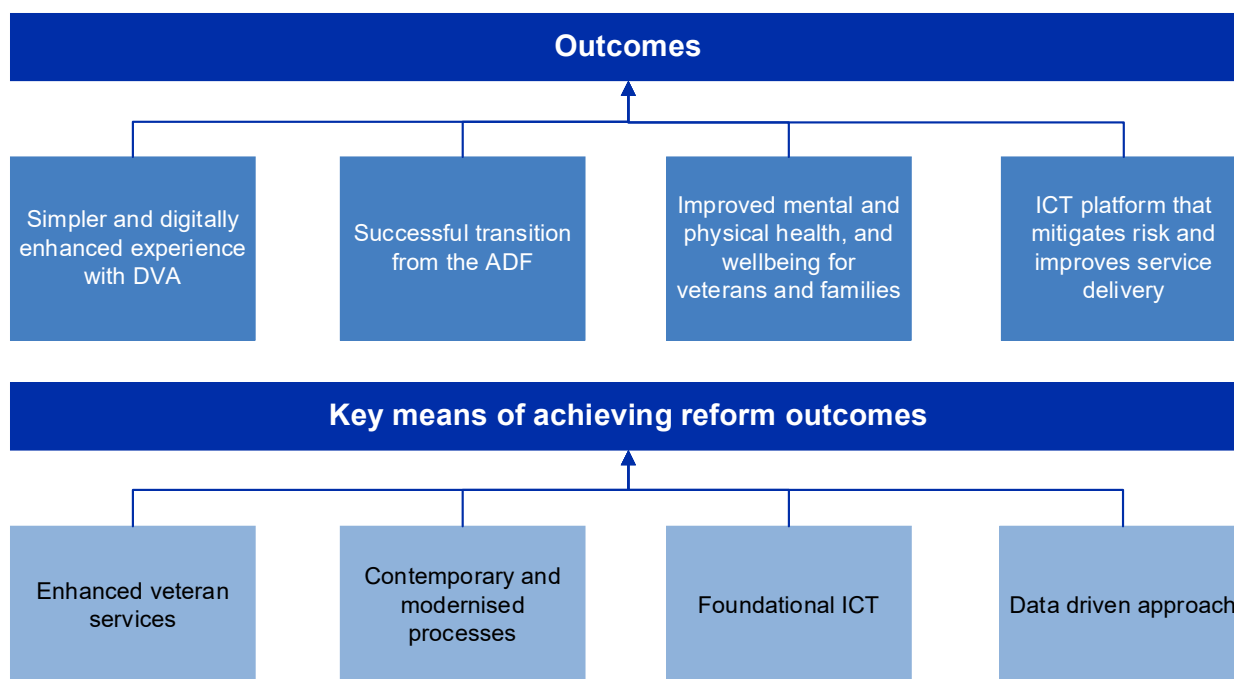 Outcomes
Simpler and digitally
enhanced experience
with DVA
Successful transition
from the ADF
Improved mental and
physical health, and
wellbeing for
veterans and families
ICT platform that
mitigates risk and
improves service
delivery
Key means of achieving reform outcomes
Enhanced veteran
services
Contemporary and
modernised
processes
Foundational ICT
Data driven approach